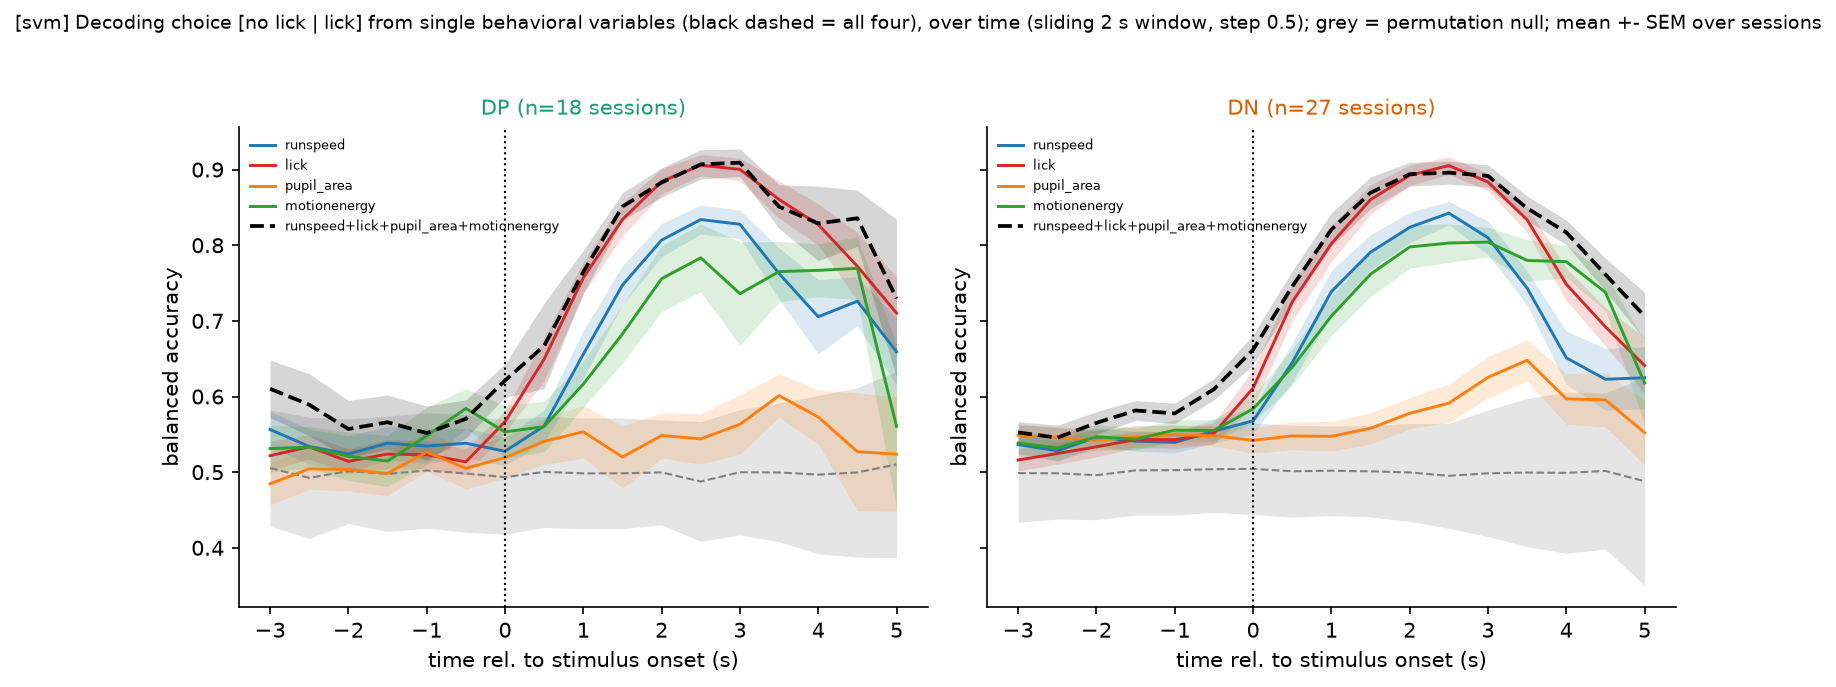 [svm] Decoding choice [no lick | lick] from single behavioral variables (black dashed = all four), over time (sliding 2 s window, step 0.5); grey = permutation null; mean +- SEM over sessions
DP (n=18 sessions)
runspeed
lick
pupil_area
motionenergy
runspeed+lick+pupil_area+motionenergy
balanced accuracy
0.9
0.8
0.7
0.6
0.5
0.4
−3 −2 −1 0 1 2 3 4 5
time rel. to stimulus onset (s)
DN (n=27 sessions)
runspeed
lick
pupil_area
motionenergy
runspeed+lick+pupil_area+motionenergy
balanced accuracy
−3 −2 −1 0 1 2 3 4 5
time rel. to stimulus onset (s)